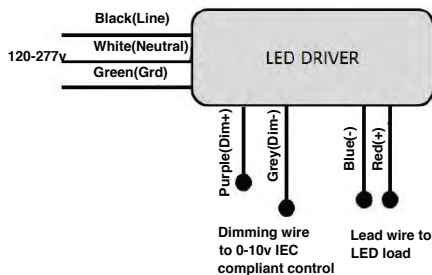 Black(Line)
White(Neutral)
120-277v
Green(Grd)
LED DRIVER
Purple(Dim+)
Grey(Dim-)
Blue(-)
Red(+)
Dimming wire
to 0-10v IEC
compliant control
Lead wire to
LED load